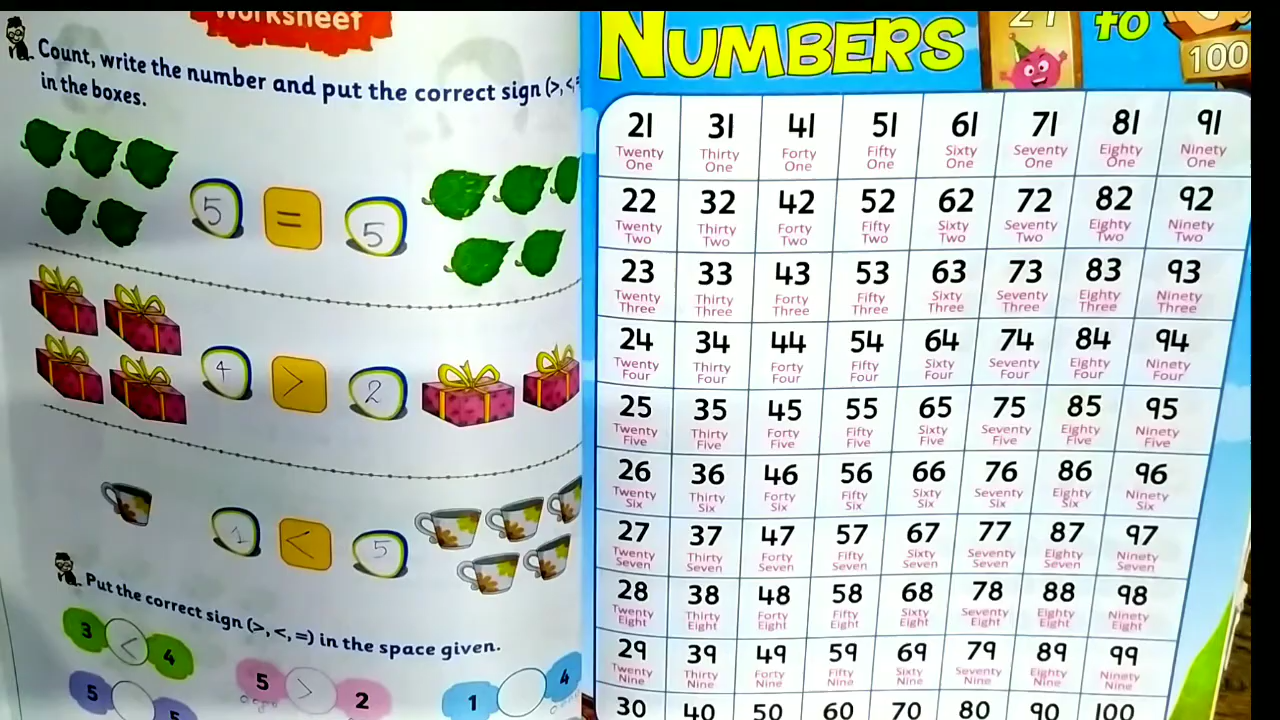 Worksheet
Count, write the number and put the correct sign (>, <, =
in the boxes.
5 = 5
4 > 2
1 < 5
Put the correct sign (>, <, =) in the space given.
3 < 4
5 > 2
1 4
5 5
NUMBERS 21 to 100
21 31 41 51 61 71 81 91
Twenty One Thirty One Forty One Fifty One Sixty One Seventy One Eighty One Ninety One
22 32 42 52 62 72 82 92
Twenty Two Thirty Two Forty Two Fifty Two Sixty Two Seventy Two Eighty Two Ninety Two
23 33 43 53 63 73 83 93
Twenty Three Thirty Three Forty Three Fifty Three Sixty Three Seventy Three Eighty Three Ninety Three
24 34 44 54 64 74 84 94
Twenty Four Thirty Four Forty Four Fifty Four Sixty Four Seventy Four Eighty Four Ninety Four
25 35 45 55 65 75 85 95
Twenty Five Thirty Five Forty Five Fifty Five Sixty Five Seventy Five Eighty Five Ninety Five
26 36 46 56 66 76 86 96
Twenty Six Thirty Six Forty Six Fifty Six Sixty Six Seventy Six Eighty Six Ninety Six
27 37 47 57 67 77 87 97
Twenty Seven Thirty Seven Forty Seven Fifty Seven Sixty Seven Seventy Seven Eighty Seven Ninety Seven
28 38 48 58 68 78 88 98
Twenty Eight Thirty Eight Forty Eight Fifty Eight Sixty Eight Seventy Eight Eighty Eight Ninety Eight
29 39 49 59 69 79 89 99
Twenty Nine Thirty Nine Forty Nine Fifty Nine Sixty Nine Seventy Nine Eighty Nine Ninety Nine
30 40 50 60 70 80 90 100